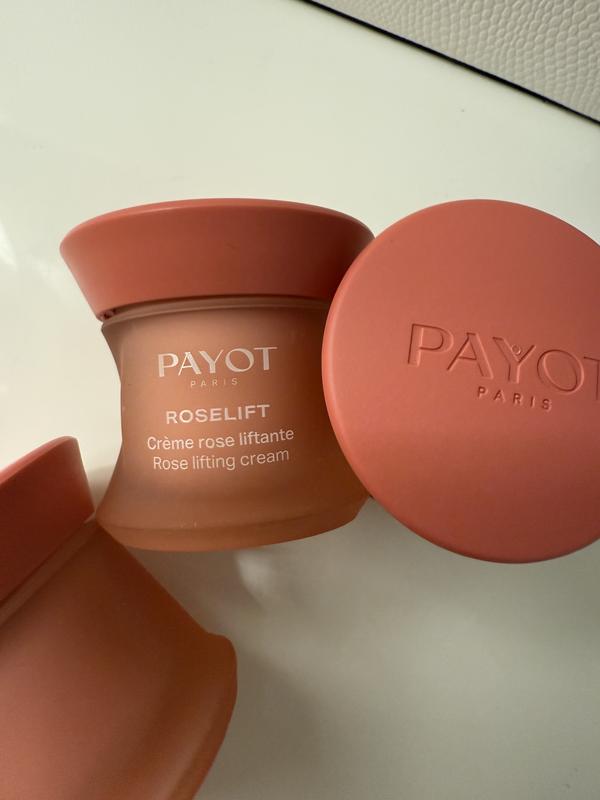 PAYOT
PARIS
ROSELIFT
Crème rose liftante
Rose lifting cream
PAYOT
PARIS